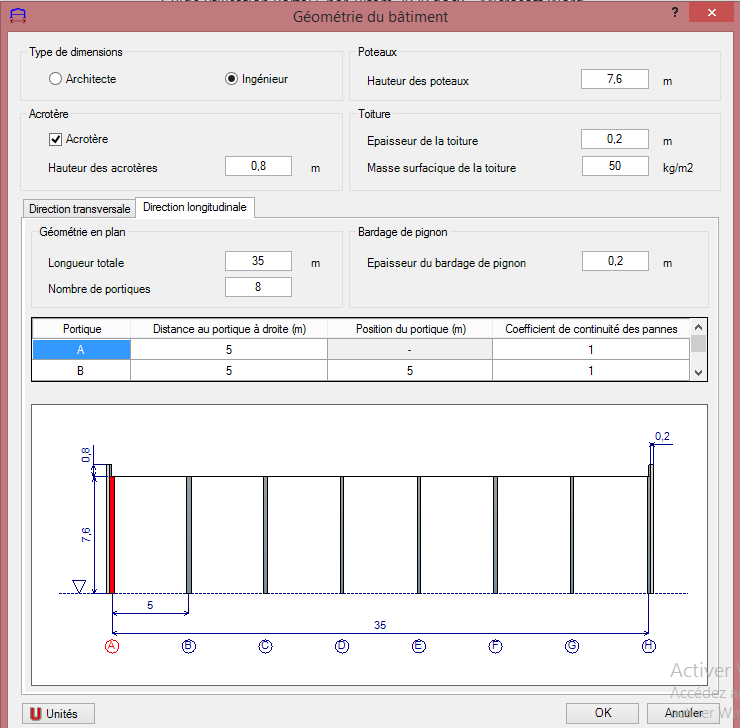 Géométrie du bâtiment
?
Type de dimensions
Architecte
Ingénieur
Poteaux
Hauteur des poteaux 7,6 m
Acrotère
Acrotère
Hauteur des acrotères 0,8 m
Toiture
Epaisseur de la toiture 0,2 m
Masse surfacique de la toiture 50 kg/m2
Direction transversale
Direction longitudinale
Géométrie en plan
Longueur totale 35 m
Nombre de portiques 8
Bardage de pignon
Epaisseur du bardage de pignon 0,2 m
Portique Distance au portique à droite (m) Position du portique (m) Coefficient de continuité des pannes
A 5 - 1
B 5 5 1
0,2
0,8
7,6
5
35
A B C D E F G H
Activer
Accédez
U Unités
OK
Annuler